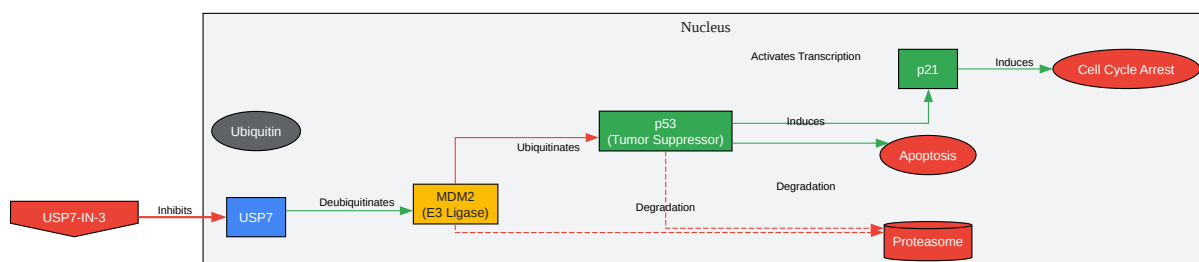 Nucleus
Activates Transcription
p21
Induces
Cell Cycle Arrest
Ubiquitin
p53
(Tumor Suppressor)
Induces
Ubiquitinates
Apoptosis
USP7-IN-3
Inhibits
USP7
Deubiquitinates
MDM2
(E3 Ligase)
Degradation
Degradation
Proteasome